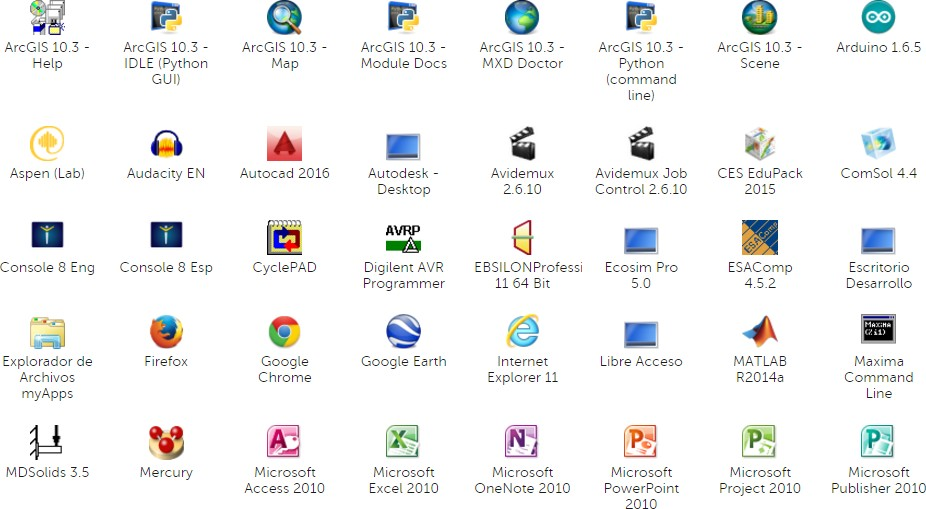 ArcGIS 10.3 -
Help
ArcGIS 10.3 -
IDLE (Python
GUI)
ArcGIS 10.3 -
Map
ArcGIS 10.3 -
Module Docs
ArcGIS 10.3 -
MXD Doctor
ArcGIS 10.3 -
Python
(command
line)
ArcGIS 10.3 -
Scene
Arduino 1.6.5
Aspen (Lab)
Audacity EN
Autocad 2016
Autodesk -
Desktop
Avidemux
2.6.10
Avidemux Job
Control 2.6.10
CES EduPack
2015
ComSol 4.4
Console 8 Eng
Console 8 Esp
CyclePAD
AVRP
Digilent AVR
Programmer
EBSILONProfessi
11 64 Bit
Ecosim Pro
5.0
ESAComp
ESAComp
4.5.2
Escritorio
Desarrollo
Explorador de
Archivos
myApps
Firefox
Google
Chrome
Google Earth
Internet
Explorer 11
Libre Acceso
MATLAB
R2014a
MAXIMA
(%i1)
Maxima
Command
Line
MDSolids 3.5
Mercury
Microsoft
Access 2010
Microsoft
Excel 2010
Microsoft
OneNote 2010
Microsoft
PowerPoint
2010
Microsoft
Project 2010
Microsoft
Publisher 2010